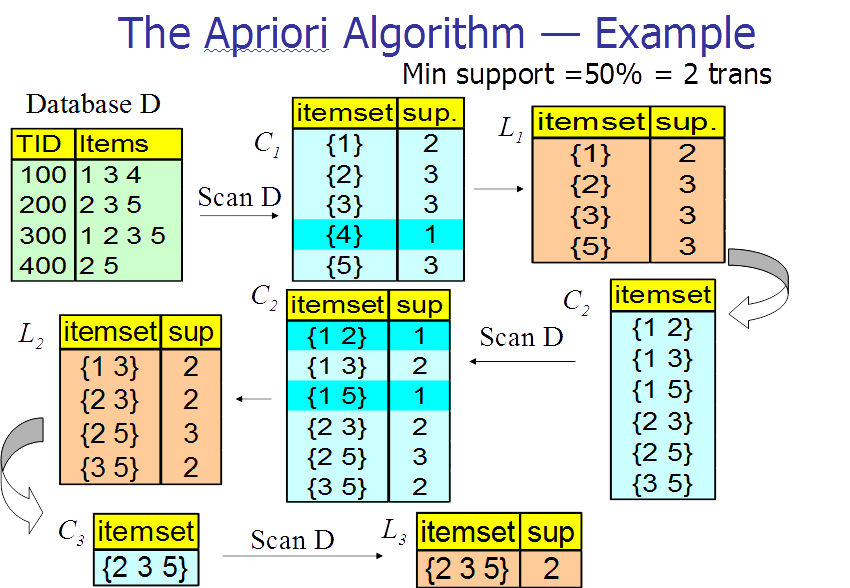 The Apriori Algorithm — Example
Min support =50% = 2 trans
Database D
TID Items
100 1 3 4
200 2 3 5
300 1 2 3 5
400 2 5
Scan D
C1
itemset sup.
{1} 2
{2} 3
{3} 3
{4} 1
{5} 3
L1
itemset sup.
{1} 2
{2} 3
{3} 3
{5} 3
C2
itemset
{1 2}
{1 3}
{1 5}
{2 3}
{2 5}
{3 5}
Scan D
C2
itemset sup
{1 2} 1
{1 3} 2
{1 5} 1
{2 3} 2
{2 5} 3
{3 5} 2
L2
itemset sup
{1 3} 2
{2 3} 2
{2 5} 3
{3 5} 2
C3
itemset
{2 3 5}
Scan D
L3
itemset sup
{2 3 5} 2